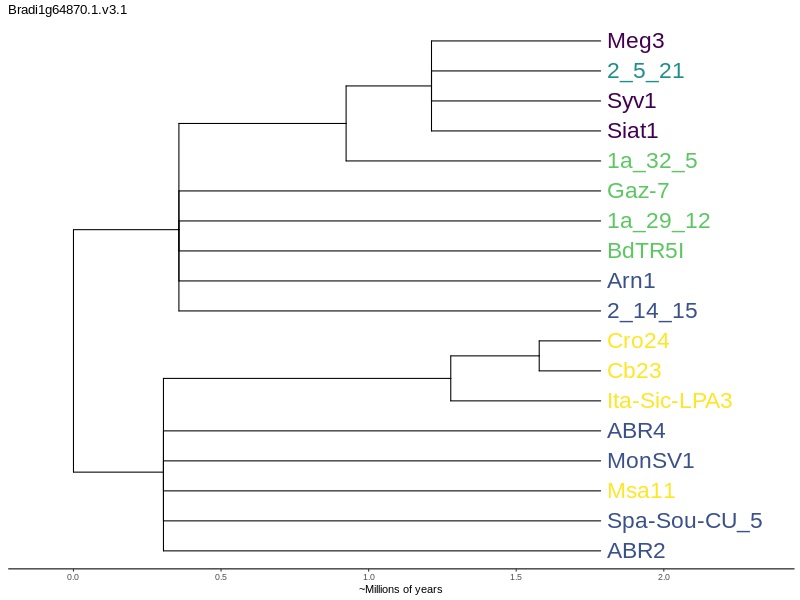 Bradi1g64870.1.v3.1
Meg3
2_5_21
Syv1
Siat1
1a_32_5
Gaz-7
1a_29_12
BdTR5I
Arn1
2_14_15
Cro24
Cb23
Ita-Sic-LPA3
ABR4
MonSV1
Msa11
Spa-Sou-CU_5
ABR2
0.0 0.5 1.0 1.5 2.0
~Millions of years